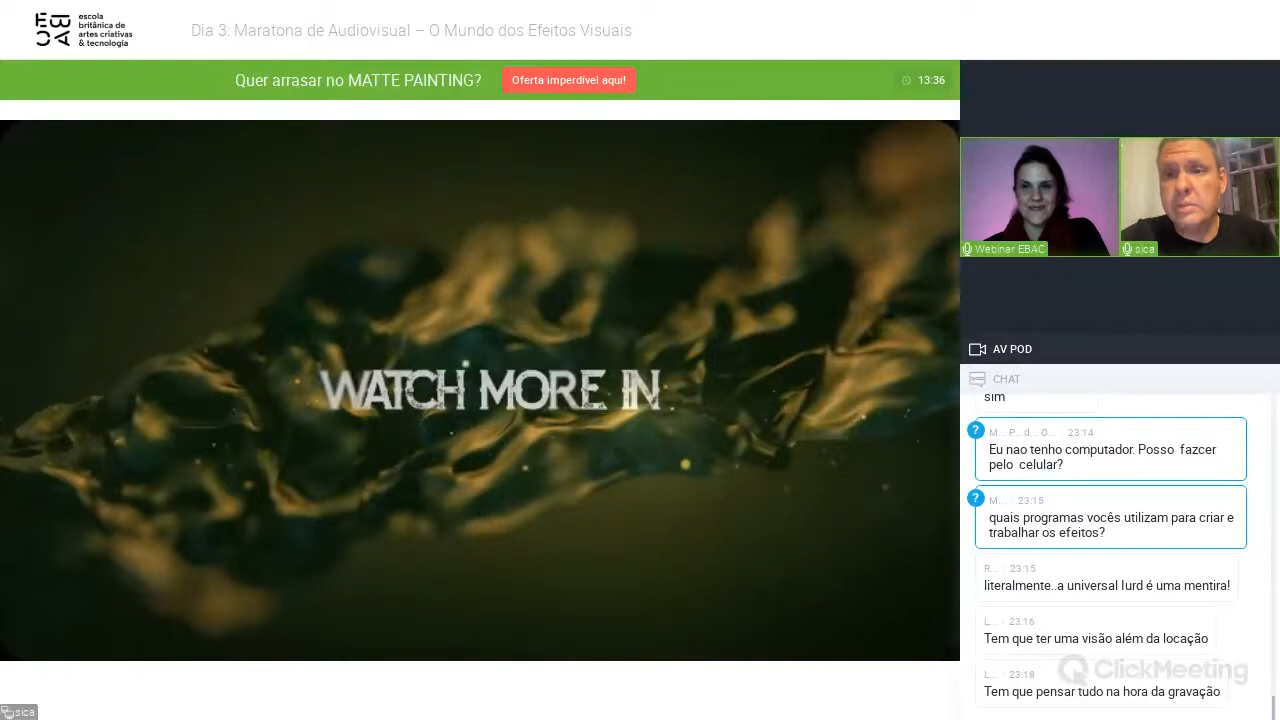 EBAC
escola
britânica de
artes criativas
& tecnologia
Dia 3: Maratona de Audiovisual – O Mundo dos Efeitos Visuais
Quer arrasar no MATTE PAINTING?
Oferta imperdível aqui!
13:36
WATCH MORE IN
Webinar EBAC
sica
AV POD
CHAT
sim
M... P... d... O... 23:14
Eu nao tenho computador. Posso fazcer
pelo celular?
M... 23:15
quais programas vocês utilizam para criar e
trabalhar os efeitos?
R... 23:15
literalmente..a universal Iurd é uma mentira!
L... 23:16
Tem que ter uma visão além da locação
L... 23:18
Tem que pensar tudo na hora da gravação
ClickMeeting
sica